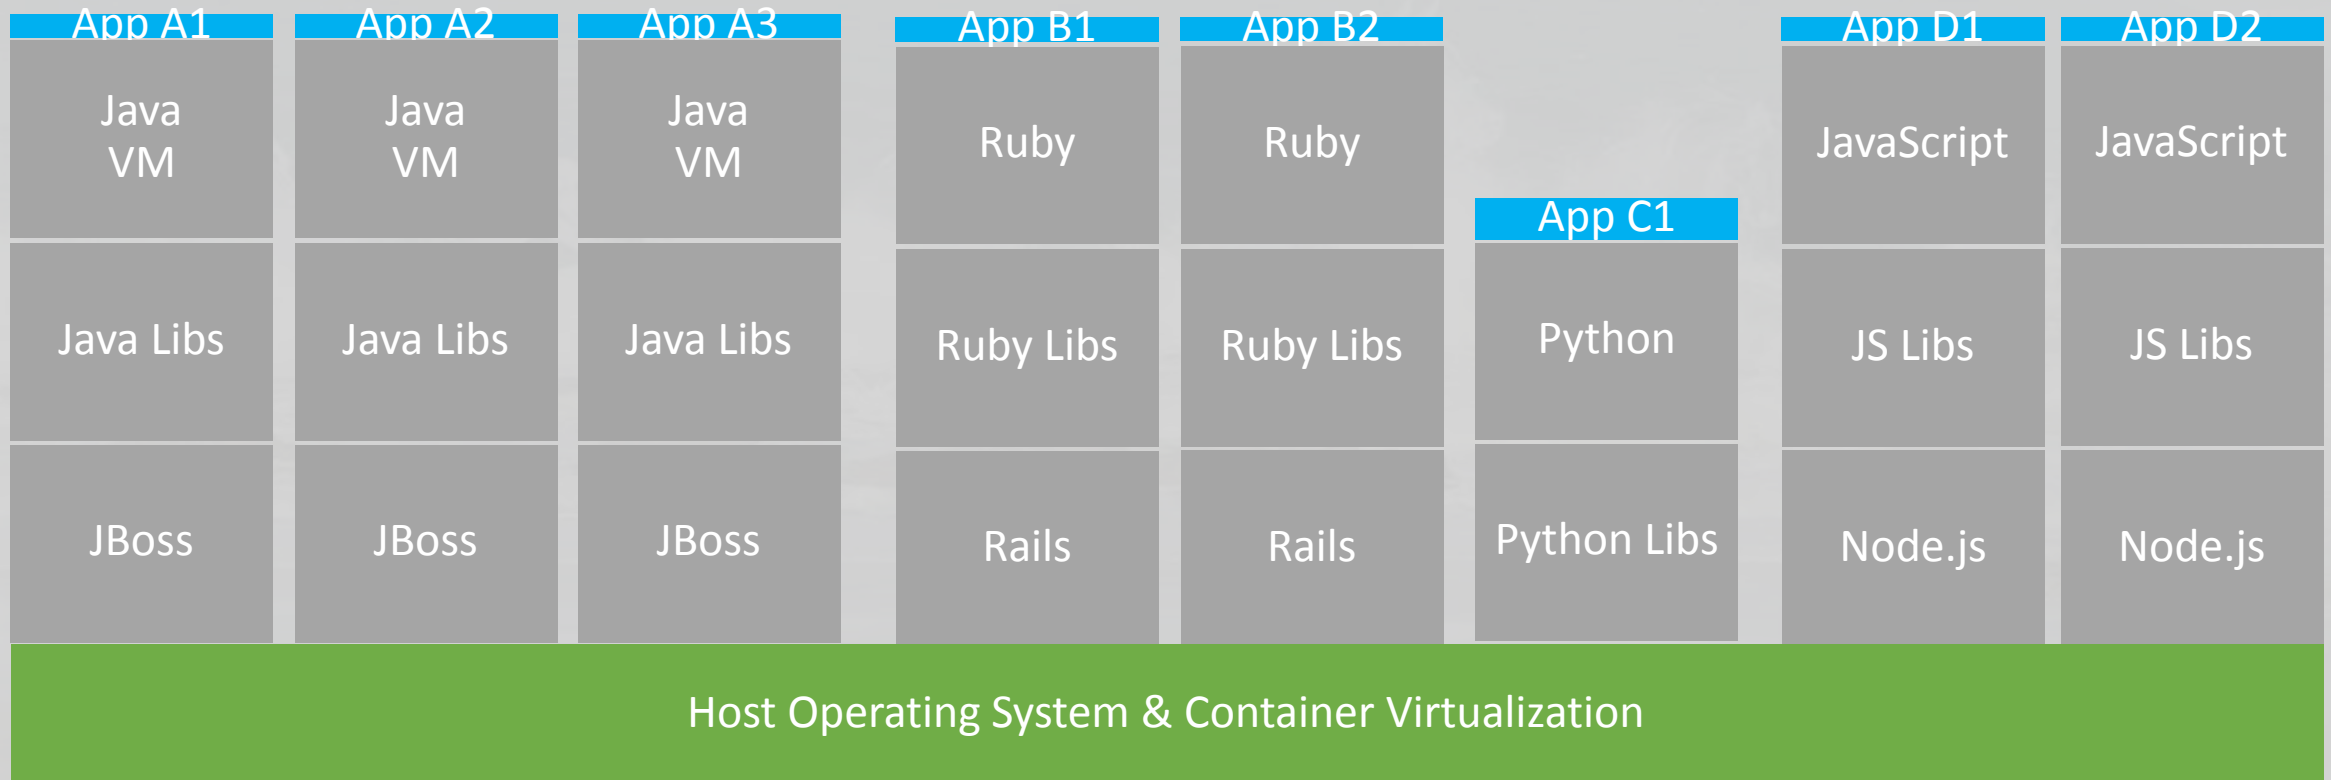 App A1
App A2
App A3
App B1
App B2
App D1
App D2
Java
VM
Java
VM
Java
VM
Ruby
Ruby
JavaScript
JavaScript
App C1
Java Libs
Java Libs
Java Libs
Ruby Libs
Ruby Libs
Python
JS Libs
JS Libs
JBoss
JBoss
JBoss
Rails
Rails
Python Libs
Node.js
Node.js
Host Operating System & Container Virtualization